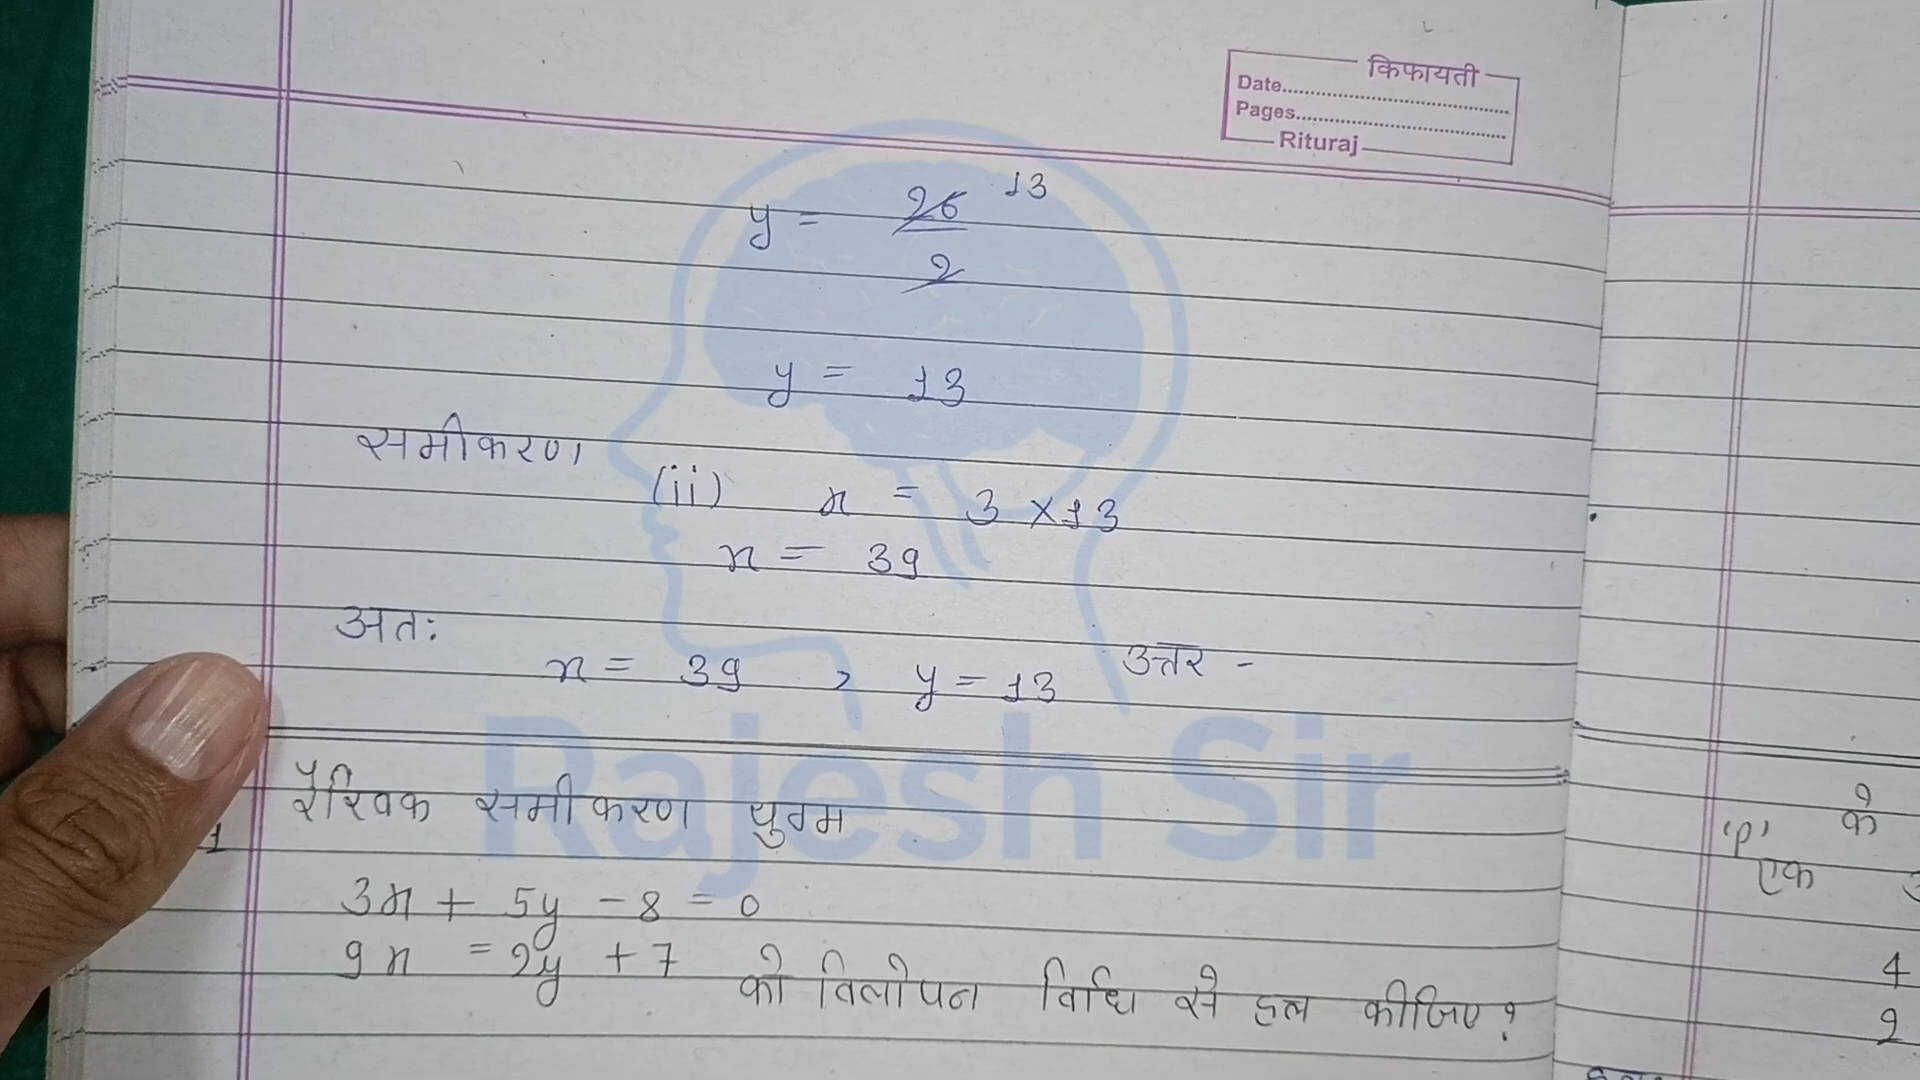 किफायती
Date
Pages
Rituraj
y = 26/2 13
y = 13
समीकरण
(ii) x = 3 × 13
x = 39
अतः
x = 39 , y = 13 उत्तर -
Rajesh Sir
रैखिक समीकरण युग्म
1
3x + 5y - 8 = 0
9x = 2y + 7 को विलोपन विधि से हल कीजिए?
के
'p'
एक
4
2